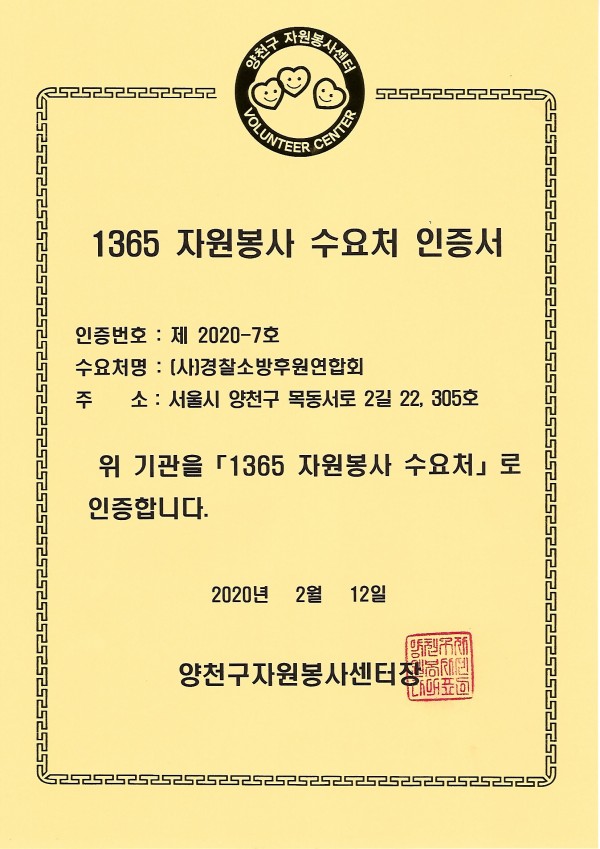 양천구 자원봉사센터
VOLUNTEER CENTER
1365 자원봉사 수요처 인증서
인증번호 : 제 2020-7호
수요처명 : (사)경찰소방후원연합회
주 소 : 서울시 양천구 목동서로 2길 22, 305호
위 기관을 「1365 자원봉사 수요처」로
인증합니다.
2020년 2월 12일
양천구자원봉사센터장